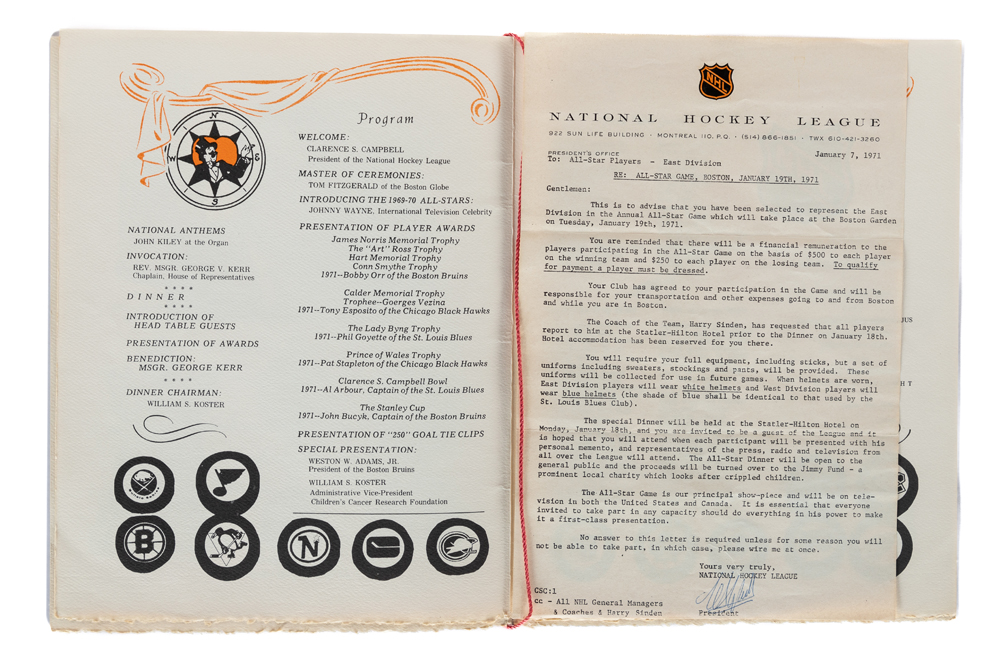 N
W
E
S
NATIONAL ANTHEMS
JOHN KILEY at the Organ
INVOCATION:
REV. MSGR. GEORGE V. KERR
Chaplain, House of Representatives
* * * *
DINNER
* * * *
INTRODUCTION OF
HEAD TABLE GUESTS
PRESENTATION OF AWARDS
BENEDICTION:
MSGR. GEORGE KERR
* * * *
DINNER CHAIRMAN:
WILLIAM S. KOSTER
Program
WELCOME:
CLARENCE S. CAMPBELL
President of the National Hockey League
MASTER OF CEREMONIES:
TOM FITZGERALD of the Boston Globe
INTRODUCING THE 1969-70 ALL-STARS:
JOHNNY WAYNE, International Television Celebrity
PRESENTATION OF PLAYER AWARDS
James Norris Memorial Trophy
The "Art" Ross Trophy
Hart Memorial Trophy
Conn Smythe Trophy
1971--Bobby Orr of the Boston Bruins
Calder Memorial Trophy
Trophee--Goerges Vezina
1971--Tony Esposito of the Chicago Black Hawks
The Lady Byng Trophy
1971--Phil Goyette of the St. Louis Blues
Prince of Wales Trophy
1971--Pat Stapleton of the Chicago Black Hawks
Clarence S. Campbell Bowl
1971--Al Arbour, Captain of the St. Louis Blues
The Stanley Cup
1971--John Bucyk, Captain of the Boston Bruins
PRESENTATION OF "250" GOAL TIE CLIPS
SPECIAL PRESENTATION:
WESTON W. ADAMS, JR.
President of the Boston Bruins
WILLIAM S. KOSTER
Administrative Vice-President
Children's Cancer Research Foundation
B
N
NHL
NATIONAL HOCKEY LEAGUE
922 SUN LIFE BUILDING · MONTREAL 110, P.Q. · (514) 866-1851 · TWX 610-421-3260
PRESIDENT'S OFFICE
January 7, 1971
To: All-Star Players - East Division
RE: ALL-STAR GAME, BOSTON, JANUARY 19TH, 1971
Gentlemen:
This is to advise that you have been selected to represent the East
Division in the Annual All-Star Game which will take place at the Boston Garden
on Tuesday, January 19th, 1971.
You are reminded that there will be a financial remuneration to the
players participating in the All-Star Game on the basis of $500 to each player
on the winning team and $250 to each player on the losing team. To qualify
for payment a player must be dressed.
Your Club has agreed to your participation in the Game and will be
responsible for your transportation and other expenses going to and from Boston
and while you are in Boston.
The Coach of the Team, Harry Sinden, has requested that all players
report to him at the Statler-Hilton Hotel prior to the Dinner on January 18th.
Hotel accommodation has been reserved for you there.
You will require your full equipment, including sticks, but a set of
uniforms including sweaters, stockings and pants, will be provided. These
uniforms will be collected for use in future games. When helmets are worn,
East Division players will wear white helmets and West Division players will
wear blue helmets (the shade of blue shall be identical to that used by the
St. Louis Blues Club).
The special Dinner will be held at the Statler-Hilton Hotel on
Monday, January 18th, and you are invited to be a guest of the League and it
is hoped that you will attend when each participant will be presented with his
personal memento, and representatives of the press, radio and television from
all over the League will attend. The All-Star Dinner will be open to the
general public and the proceeds will be turned over to the Jimmy Fund - a
prominent local charity which looks after crippled children.
The All-Star Game is our principal show-piece and will be on tele-
vision in both the United States and Canada. It is essential that everyone
invited to take part in any capacity should do everything in his power to make
it a first-class presentation.
No answer to this letter is required unless for some reason you will
not be able to take part, in which case, please wire me at once.
Yours very truly,
NATIONAL HOCKEY LEAGUE
President
CSC:l
cc - All NHL General Managers
& Coaches & Harry Sinden